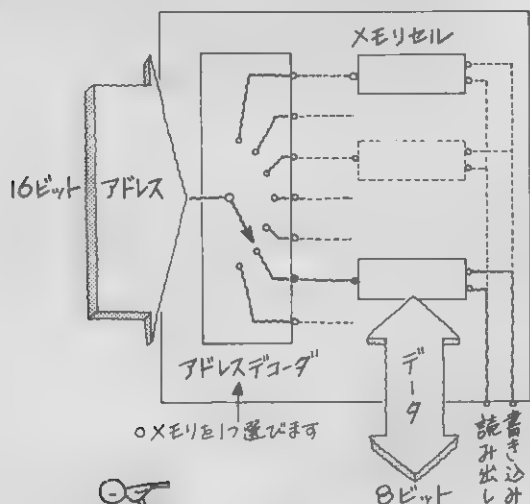 メモリセル
16ビット アドレス
アドレスデコーダ
○メモリを1つ選びます
データ
8ビット
読み出し
書き込み